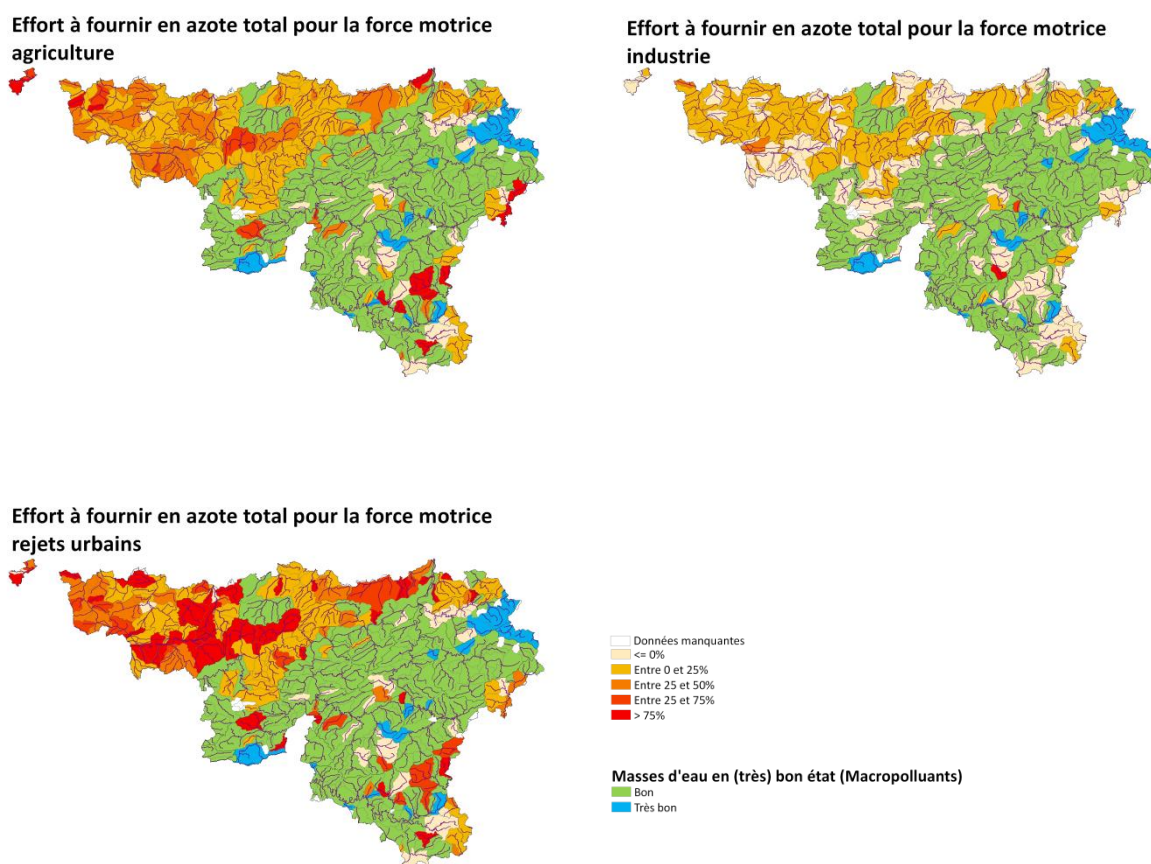 Effort à fournir en azote total pour la force motrice
agriculture
Effort à fournir en azote total pour la force motrice
industrie
Effort à fournir en azote total pour la force motrice
rejets urbains
Données manquantes
<= 0%
Entre 0 et 25%
Entre 25 et 50%
Entre 25 et 75%
> 75%
Masses d'eau en (très) bon état (Macropolluants)
Bon
Très bon